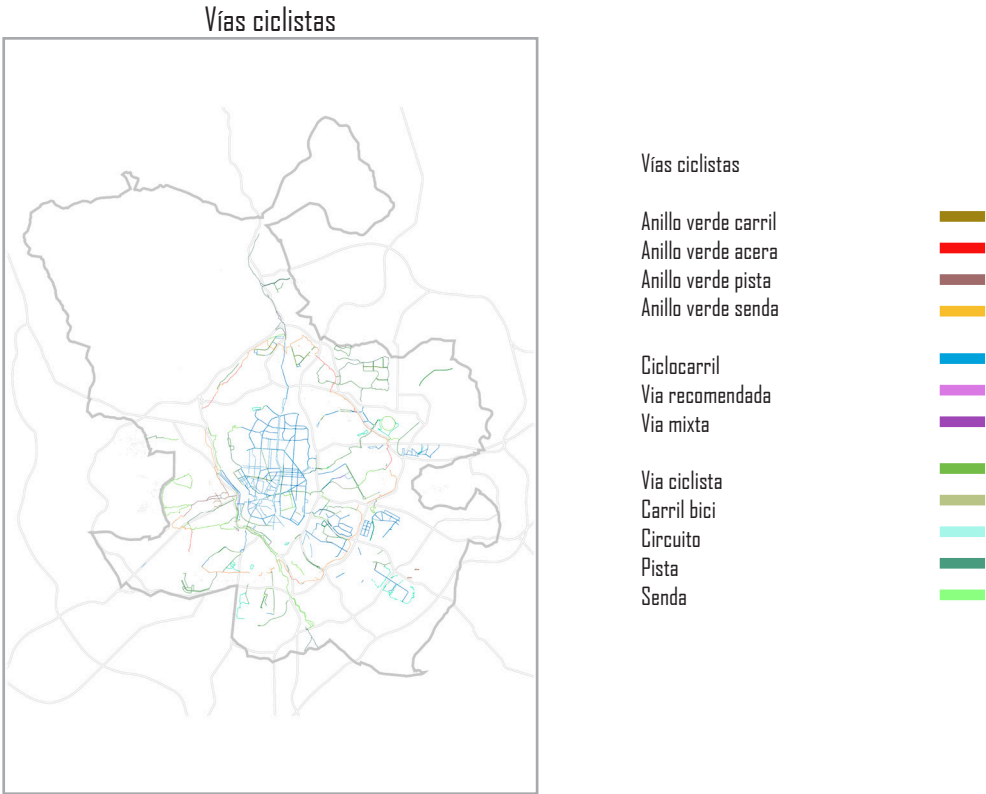 Vías ciclistas
Vías ciclistas
Anillo verde carril
Anillo verde acera
Anillo verde pista
Anillo verde senda
Ciclocarril
Via recomendada
Via mixta
Via ciclista
Carril bici
Circuito
Pista
Senda